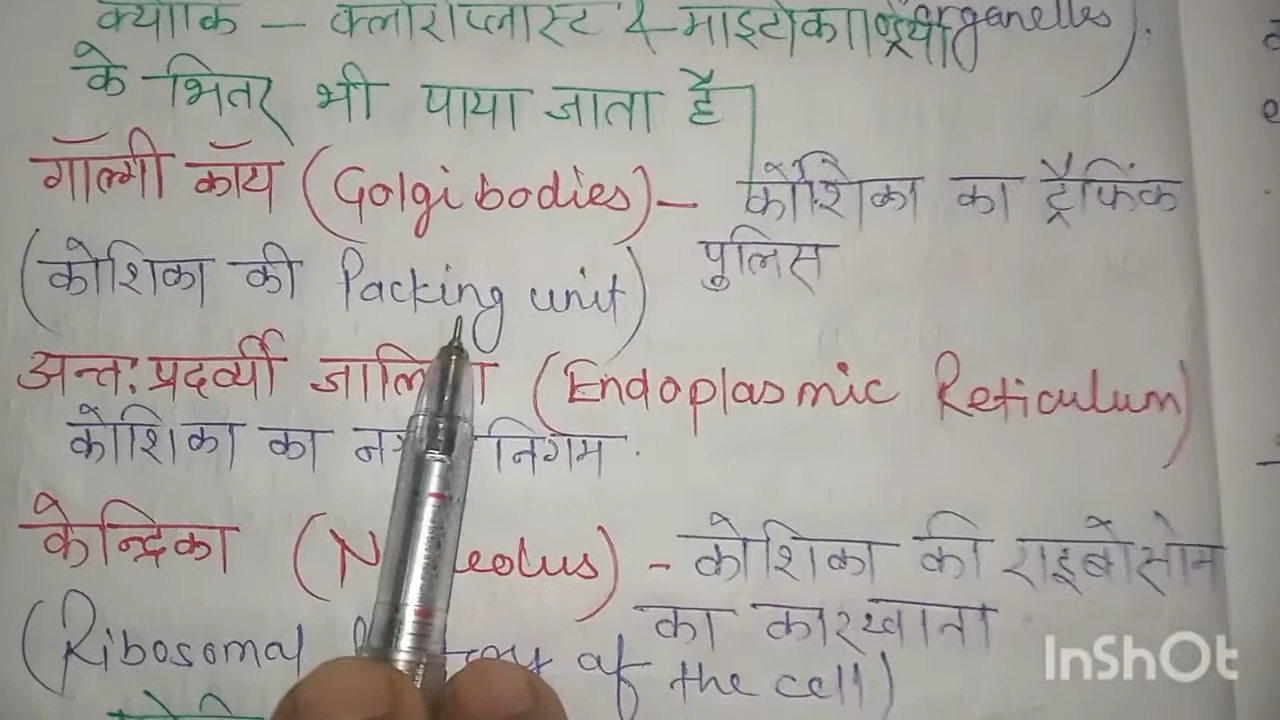 क्योकि - क्लोरोप्लास्ट & माइटोकाण्ड्रिया organelles).
के भितर भी पाया जाता है।
गॉल्गी कॉय (Golgi bodies) - कोशिका का ट्रैफिक
पुलिस
(कोशिका की Packing unit)
अन्त: प्रदर्व्यी (Endoplasmic Reticulum)
कोशिका का निगम.
केन्द्रिका - कोशिका की राइबोसोम
का कारखाना
(Ribosomal of the cell)
InShOt